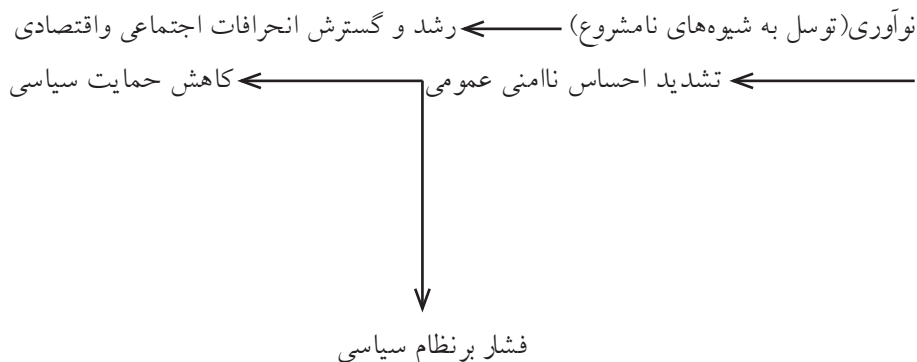 نوآوری(توسل به شیوه‌های نامشروع) رشد و گسترش انحرافات اجتماعی واقتصادی
تشدید احساس ناامنی عمومی کاهش حمایت سیاسی
فشار برنظام سیاسی